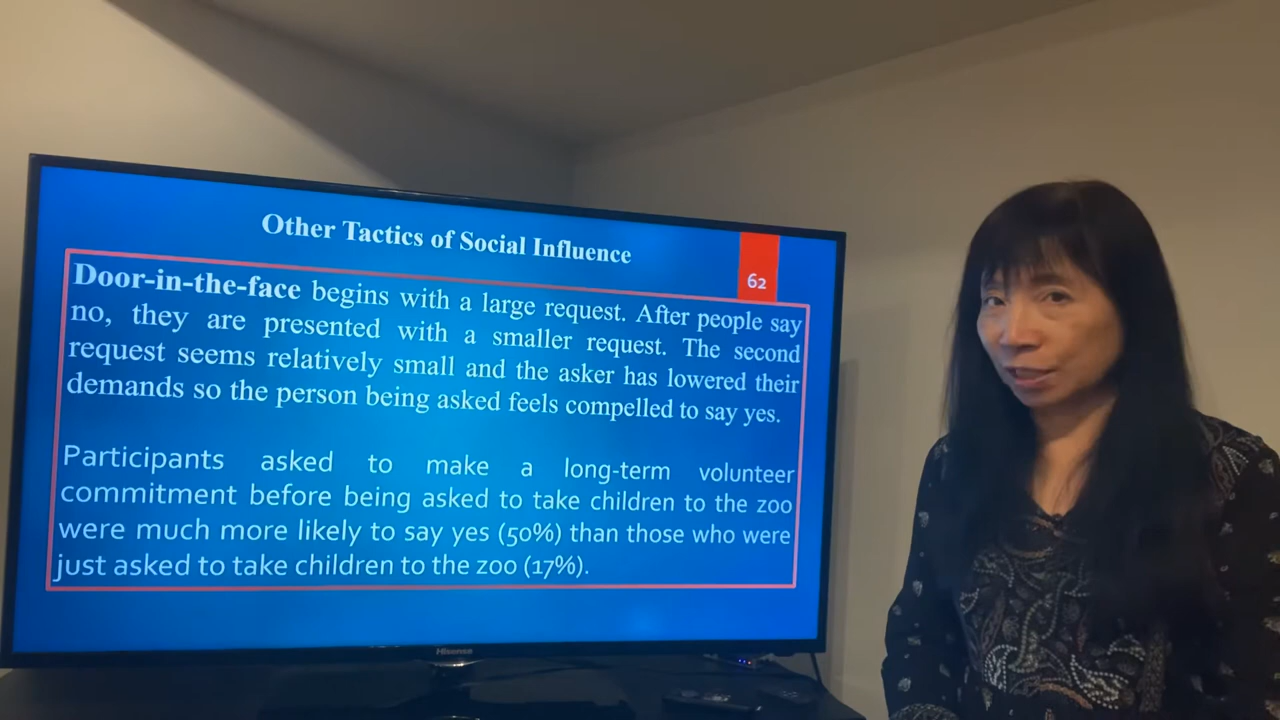 Other Tactics of Social Influence
62
Door-in-the-face begins with a large request. After people say
no, they are presented with a smaller request. The second
request seems relatively small and the asker has lowered their
demands so the person being asked feels compelled to say yes.
Participants asked to make a long-term volunteer
commitment before being asked to take children to the zoo
were much more likely to say yes (50%) than those who were
just asked to take children to the zoo (17%).
Hisense